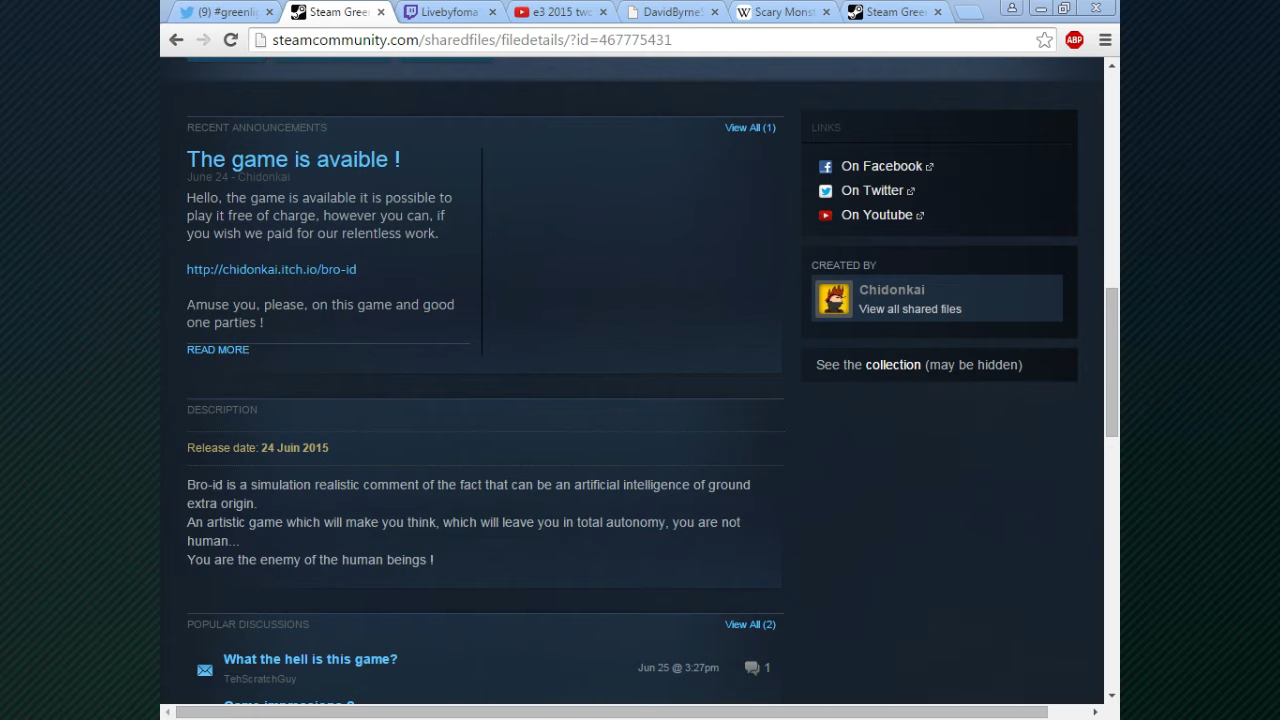 (9) #greenlig
Steam Gree
Livebyfoma
e3 2015 twc
DavidByrneS
Scary Monst
Steam Gree
steamcommunity.com/sharedfiles/filedetails/?id=467775431
ABP
RECENT ANNOUNCEMENTS
View All (1)
The game is avaible !
June 24 - Chidonkai
Hello, the game is available it is possible to
play it free of charge, however you can, if
you wish we paid for our relentless work.
http://chidonkai.itch.io/bro-id
Amuse you, please, on this game and good
one parties !
READ MORE
LINKS
On Facebook
On Twitter
On Youtube
CREATED BY
Chidonkai
View all shared files
See the collection (may be hidden)
DESCRIPTION
Release date: 24 Juin 2015
Bro-id is a simulation realistic comment of the fact that can be an artificial intelligence of ground
extra origin.
An artistic game which will make you think, which will leave you in total autonomy, you are not
human...
You are the enemy of the human beings !
POPULAR DISCUSSIONS
View All (2)
What the hell is this game?
Jun 25 @ 3:27pm
1
TehScratchGuy